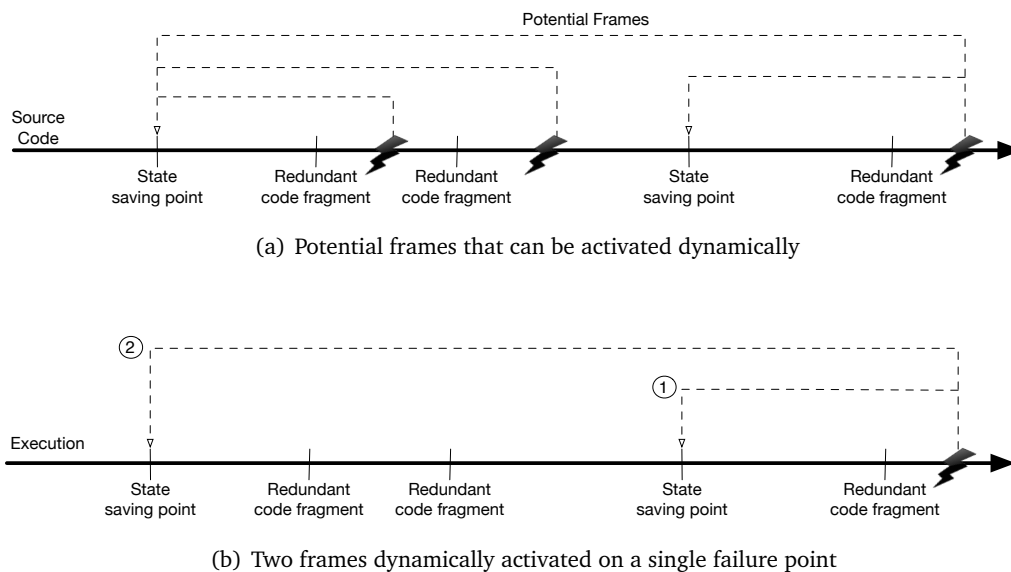 Potential Frames
Source
Code
State
saving point
Redundant
code fragment
Redundant
code fragment
State
saving point
Redundant
code fragment
(a) Potential frames that can be activated dynamically
2
1
Execution
State
saving point
Redundant
code fragment
Redundant
code fragment
State
saving point
Redundant
code fragment
(b) Two frames dynamically activated on a single failure point